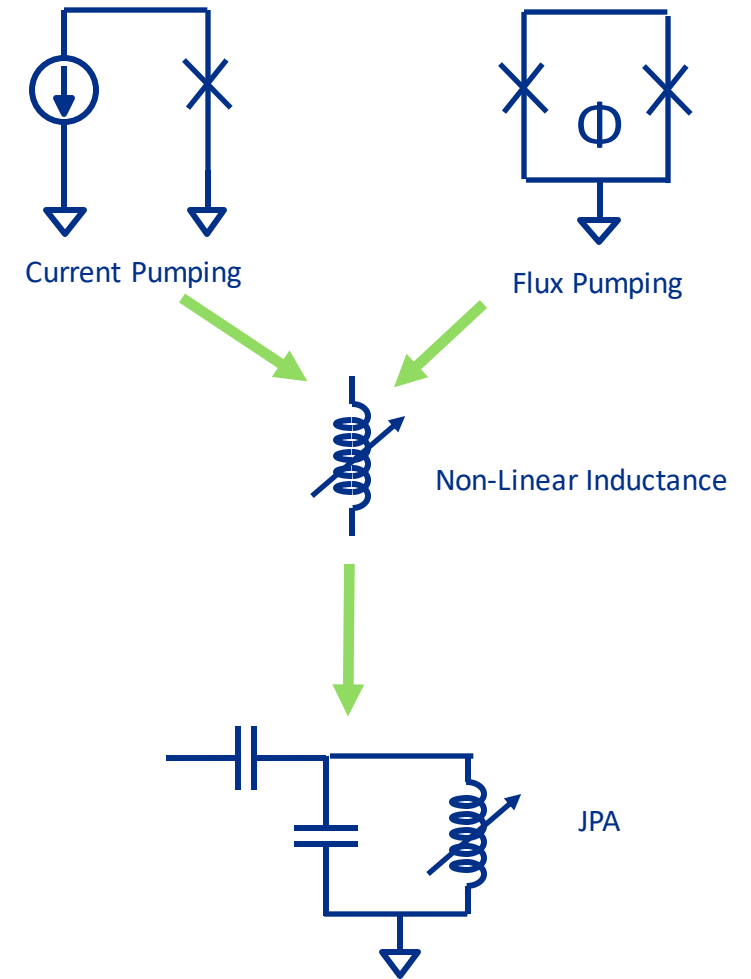 Φ
Current Pumping
Flux Pumping
Non-Linear Inductance
JPA